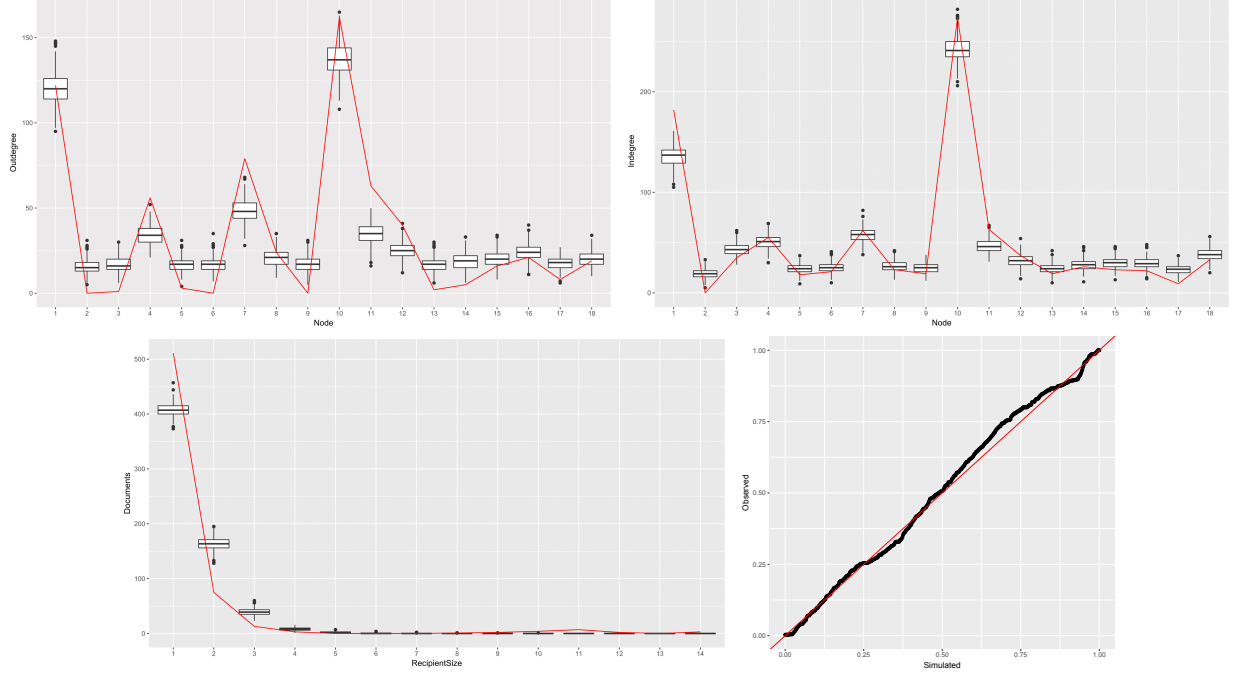 150
100
50
0
Outdegree
1 2 3 4 5 6 7 8 9 10 11 12 13 14 15 16 17 18
Node
200
100
0
Indegree
1 2 3 4 5 6 7 8 9 10 11 12 13 14 15 16 17 18
Node
500
400
300
200
100
0
Documents
1 2 3 4 5 6 7 8 9 10 11 12 13 14
RecipientSize
1.00
0.75
0.50
0.25
0.00
Observed
0.00 0.25 0.50 0.75 1.00
Simulated